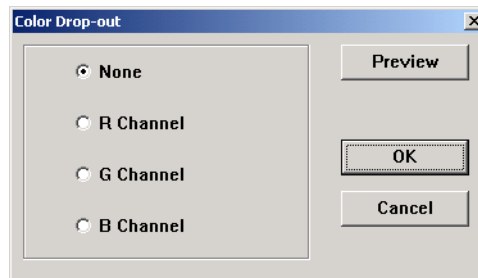 Color Drop-out
None
R Channel
G Channel
B Channel
Preview
OK
Cancel